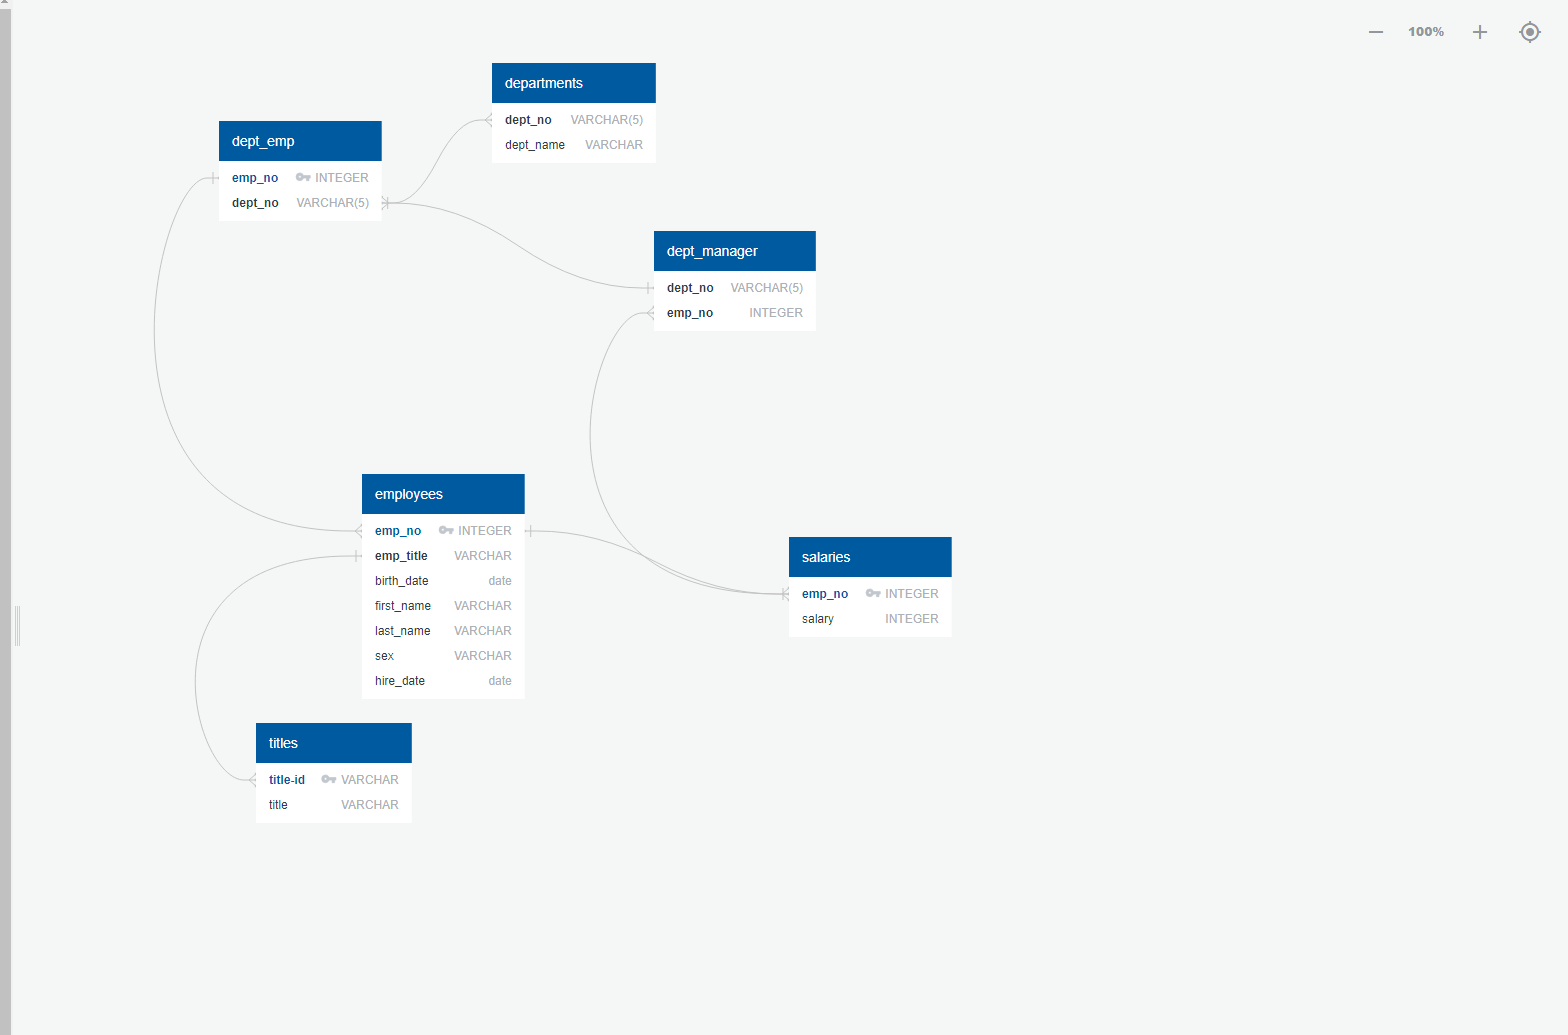 100%
departments
dept_no VARCHAR(5)
dept_name VARCHAR
dept_emp
emp_no INTEGER
dept_no VARCHAR(5)
dept_manager
dept_no VARCHAR(5)
emp_no INTEGER
employees
emp_no INTEGER
emp_title VARCHAR
birth_date date
first_name VARCHAR
last_name VARCHAR
sex VARCHAR
hire_date date
salaries
emp_no INTEGER
salary INTEGER
titles
title-id VARCHAR
title VARCHAR